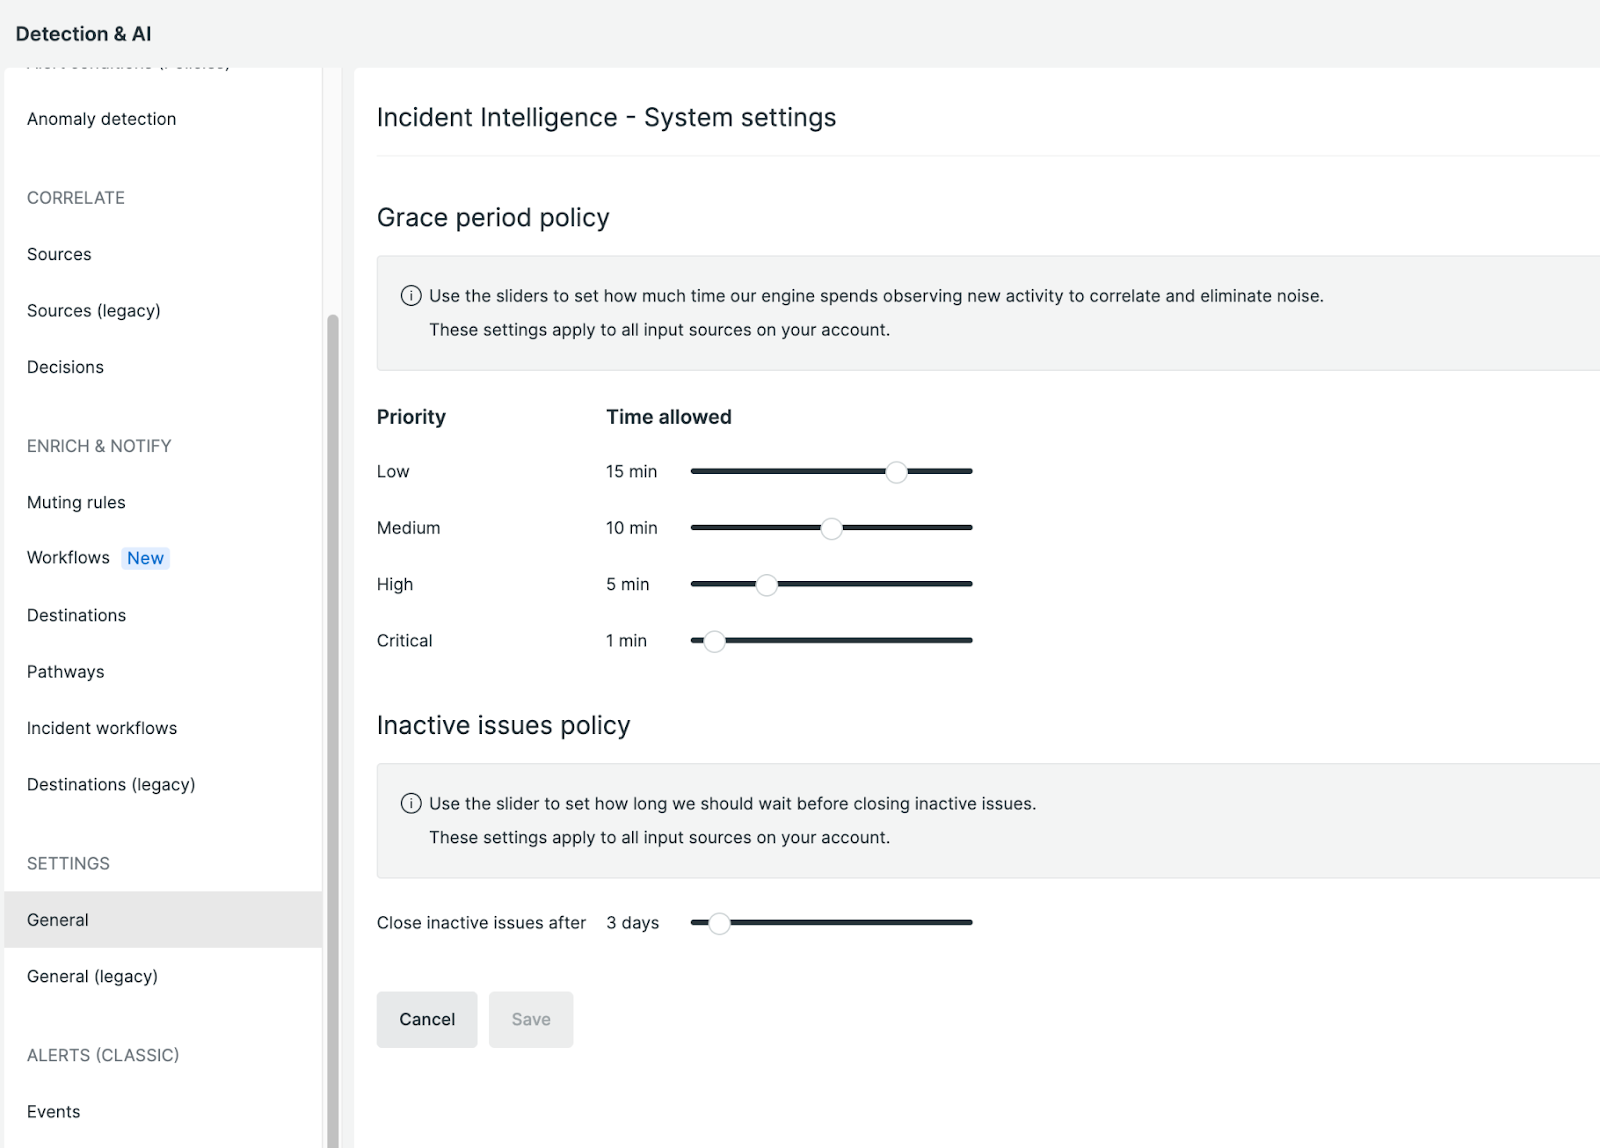 Detection & AI
Anomaly detection
CORRELATE
Sources
Sources (legacy)
Decisions
ENRICH & NOTIFY
Muting rules
Workflows New
Destinations
Pathways
Incident workflows
Destinations (legacy)
SETTINGS
General
General (legacy)
ALERTS (CLASSIC)
Events
Incident Intelligence - System settings
Grace period policy
Use the sliders to set how much time our engine spends observing new activity to correlate and eliminate noise.
These settings apply to all input sources on your account.
Priority Time allowed
Low 15 min
Medium 10 min
High 5 min
Critical 1 min
Inactive issues policy
Use the slider to set how long we should wait before closing inactive issues.
These settings apply to all input sources on your account.
Close inactive issues after 3 days
Cancel Save